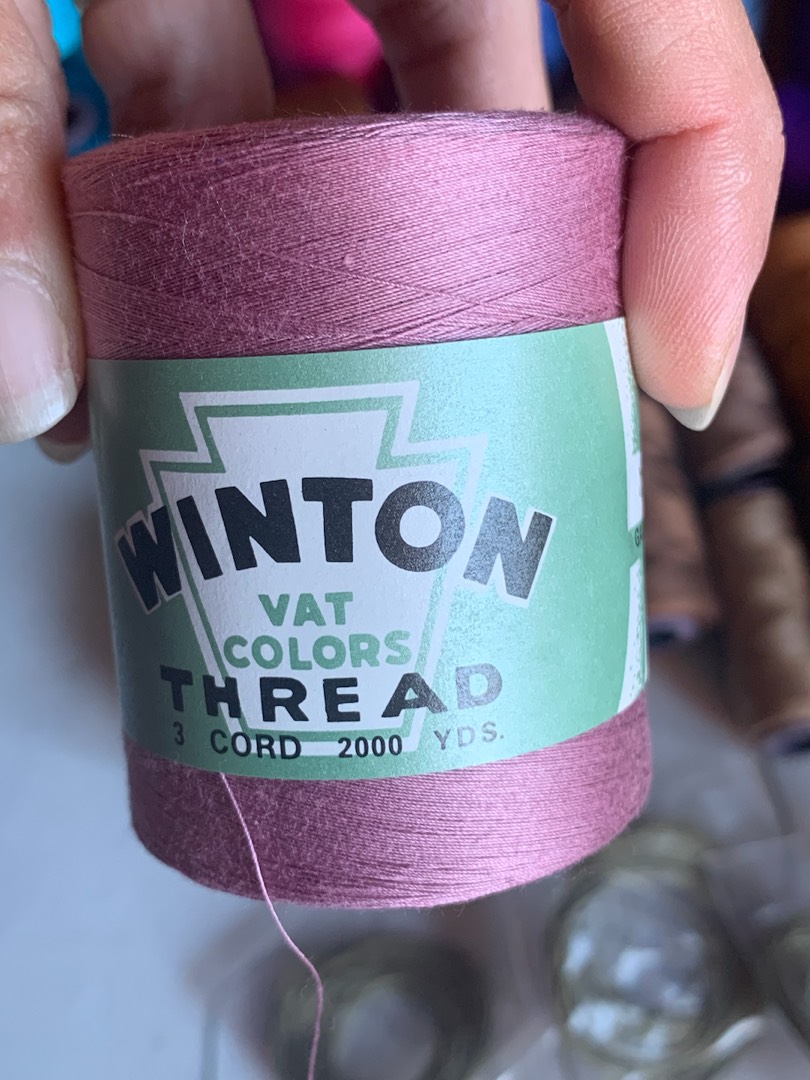 WINTON
VAT
COLORS
THREAD
3 CORD 2000 YDS.